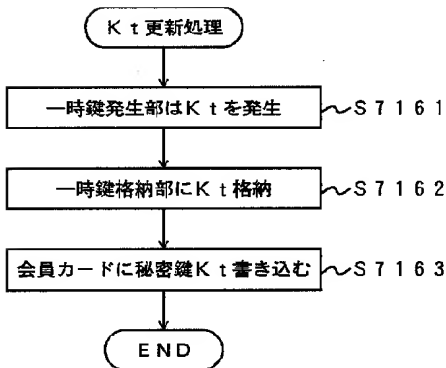 Ｋｔ更新処理
一時鍵発生部はＫｔを発生 Ｓ７１６１
一時鍵格納部にＫｔ格納 Ｓ７１６２
会員カードに秘密鍵Ｋｔ書き込む Ｓ７１６３
ＥＮＤ